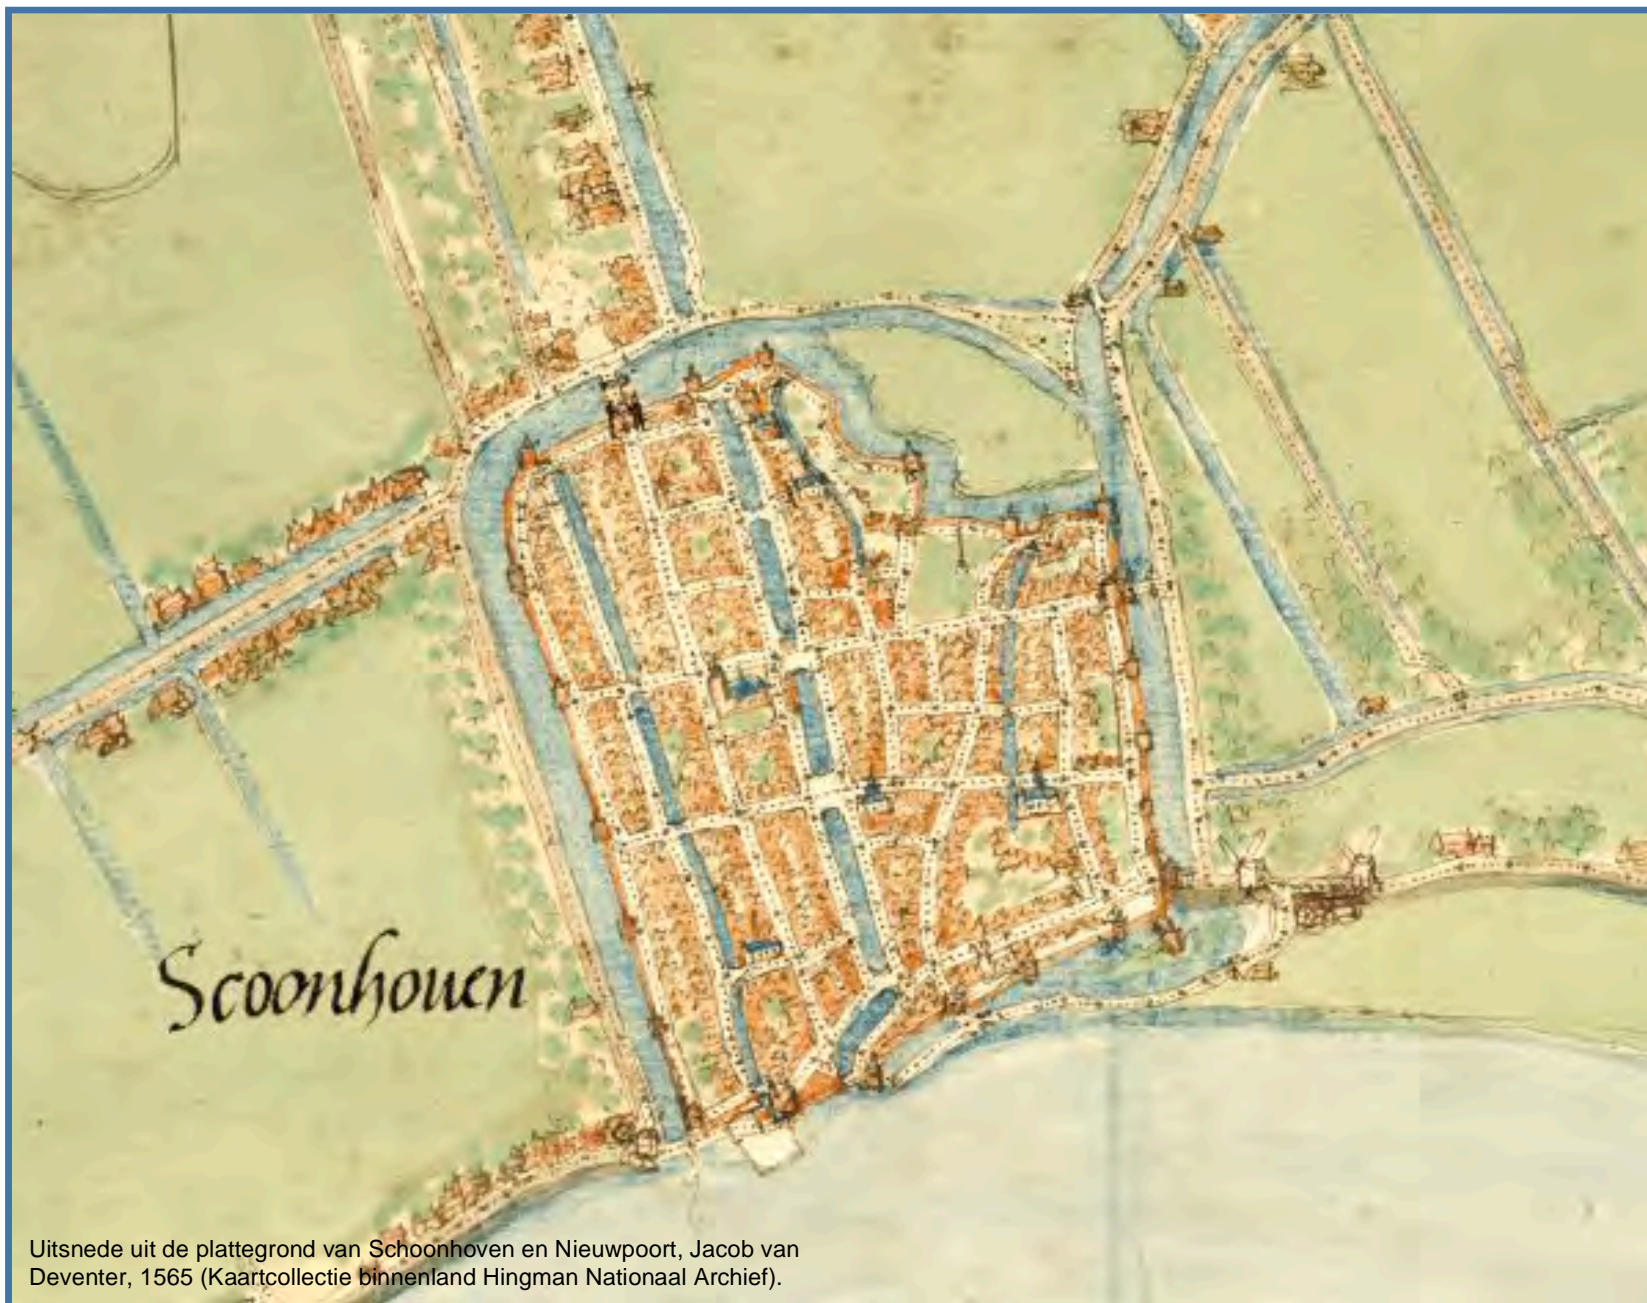 Scoonhouen
Uitsnede uit de plattegrond van Schoonhoven en Nieuwpoort, Jacob van
Deventer, 1565 (Kaartcollectie binnenland Hingman Nationaal Archief).